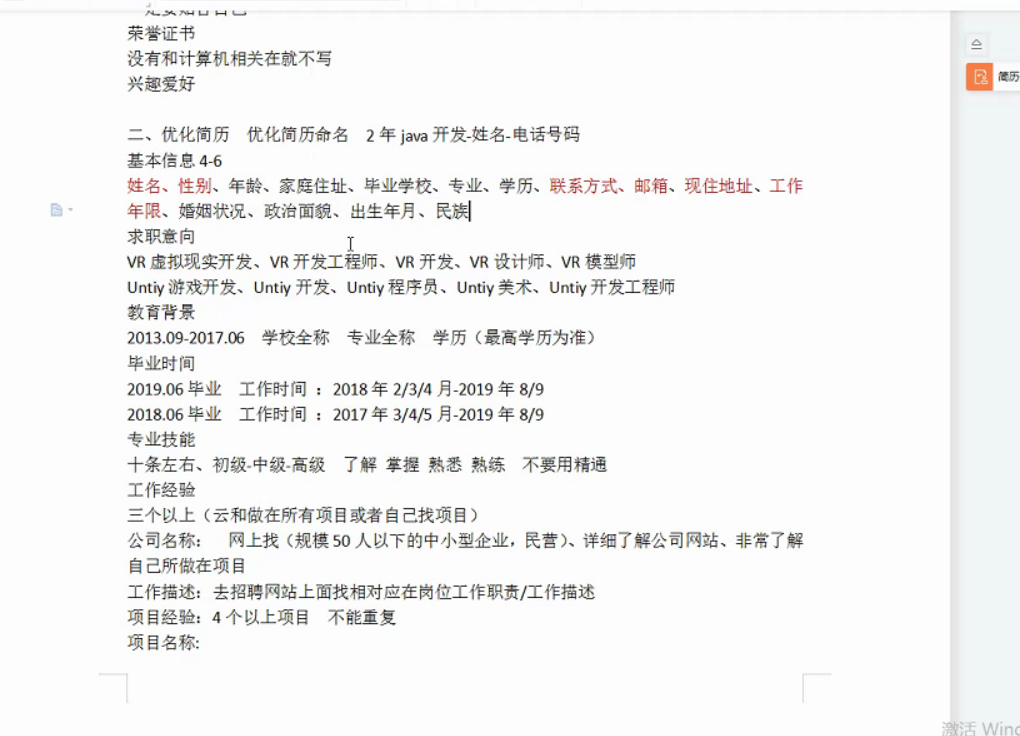 荣誉证书
没有和计算机相关在就不写
兴趣爱好
二、优化简历 优化简历命名 2 年 java 开发-姓名-电话号码
基本信息 4-6
姓名、性别、年龄、家庭住址、毕业学校、专业、学历、联系方式、邮箱、现住地址、工作
年限、婚姻状况、政治面貌、出生年月、民族
求职意向
VR 虚拟现实开发、VR 开发工程师、VR 开发、VR 设计师、VR 模型师
Untiy 游戏开发、Untiy 开发、Untiy 程序员、Untiy 美术、Untiy 开发工程师
教育背景
2013.09-2017.06 学校全称 专业全称 学历（最高学历为准）
毕业时间
2019.06 毕业 工作时间 ：2018 年 2/3/4 月-2019 年 8/9
2018.06 毕业 工作时间 ：2017 年 3/4/5 月-2019 年 8/9
专业技能
十条左右、初级-中级-高级 了解 掌握 熟悉 熟练 不要用精通
工作经验
三个以上（云和做在所有项目或者自己找项目）
公司名称： 网上找（规模 50 人以下的中小型企业，民营）、详细了解公司网站、非常了解
自己所做在项目
工作描述：去招聘网站上面找相对应在岗位工作职责/工作描述
项目经验：4 个以上项目 不能重复
项目名称:
简历
激活 Wind